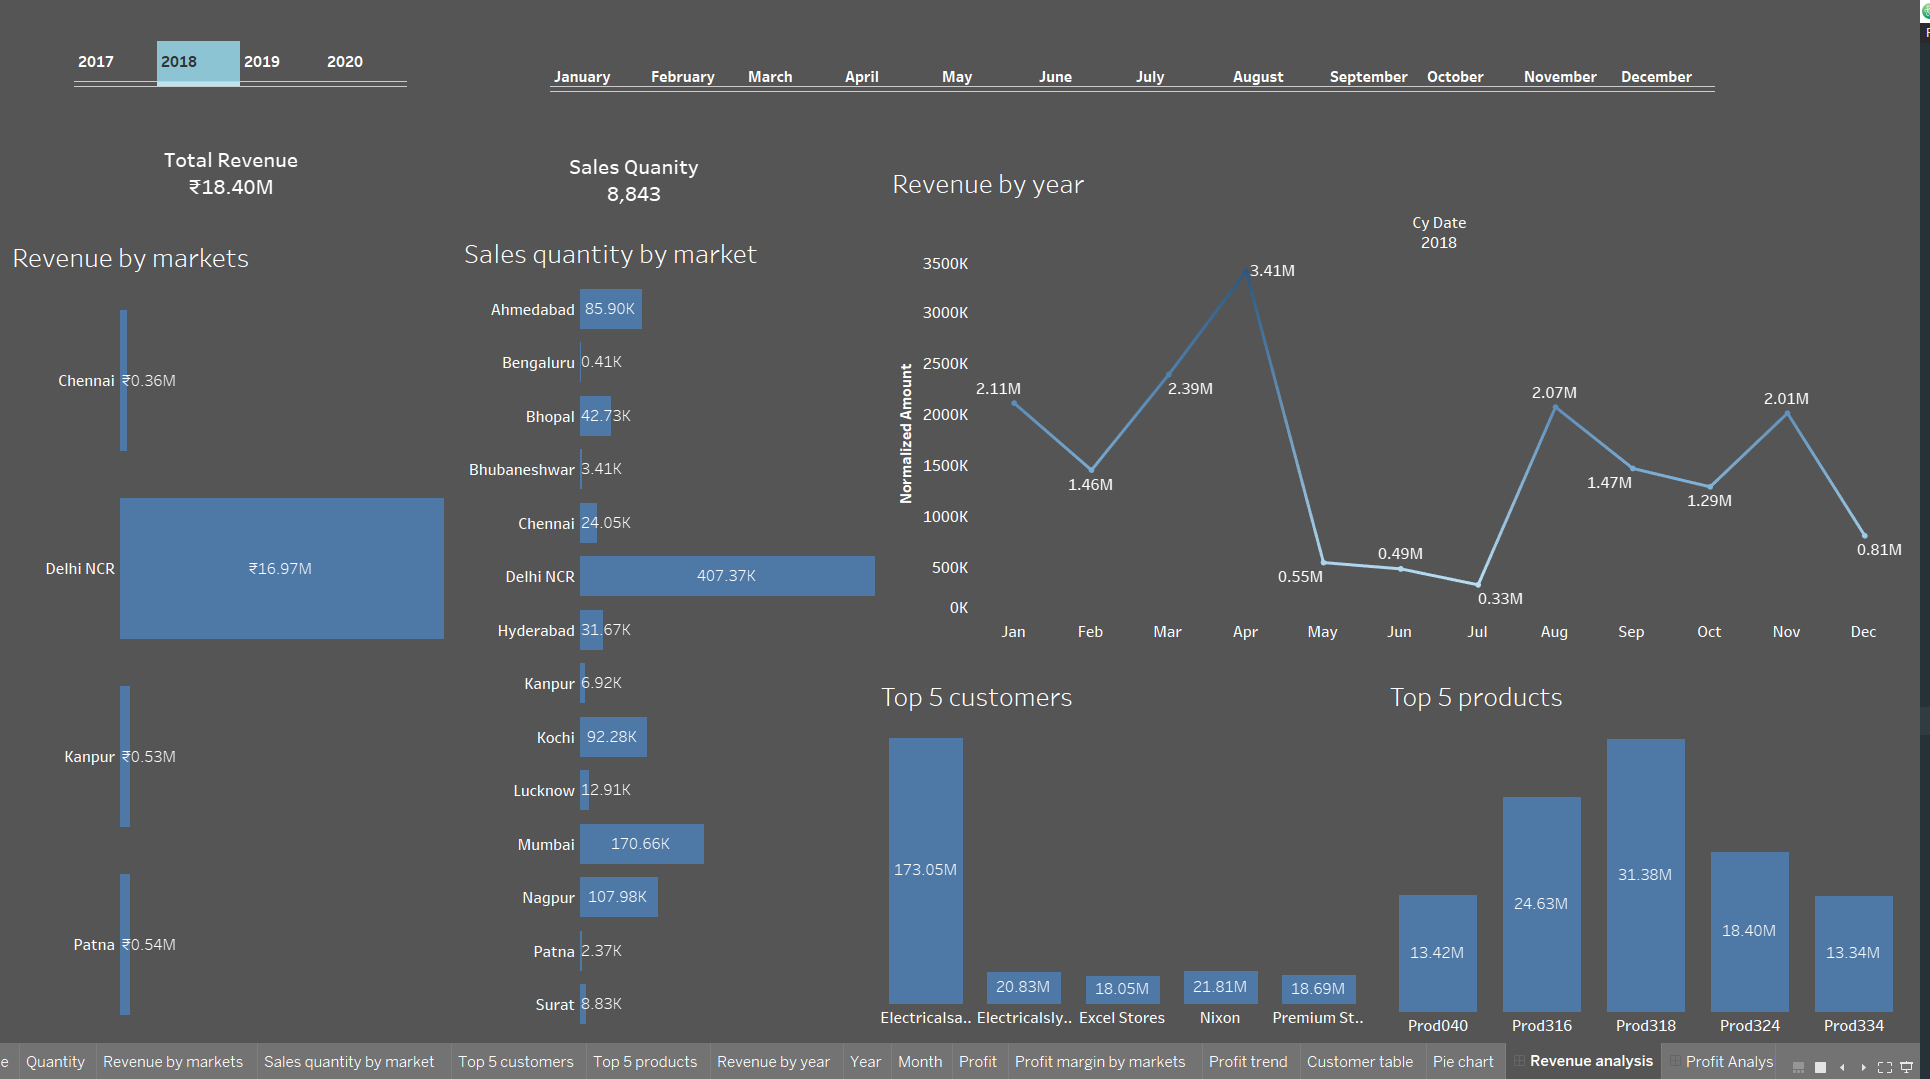 2017 2018 2019 2020
January February March April May June July August September October November December
Total Revenue
₹18.40M
Sales Quanity
8,843
Revenue by markets
Chennai ₹0.36M
Delhi NCR ₹16.97M
Kanpur ₹0.53M
Patna ₹0.54M
Sales quantity by market
Ahmedabad 85.90K
Bengaluru 0.41K
Bhopal 42.73K
Bhubaneshwar 3.41K
Chennai 24.05K
Delhi NCR 407.37K
Hyderabad 31.67K
Kanpur 6.92K
Kochi 92.28K
Lucknow 12.91K
Mumbai 170.66K
Nagpur 107.98K
Patna 2.37K
Surat 8.83K
Revenue by year
Cy Date
2018
Normalized Amount
3500K
3000K
2500K
2000K
1500K
1000K
500K
0K
2.11M
1.46M
2.39M
3.41M
0.55M
0.49M
0.33M
2.07M
1.47M
1.29M
2.01M
0.81M
Jan Feb Mar Apr May Jun Jul Aug Sep Oct Nov Dec
Top 5 customers
173.05M 20.83M 18.05M 21.81M 18.69M
Electricalsa.. Electricalsly.. Excel Stores Nixon Premium St..
Top 5 products
13.42M 24.63M 31.38M 18.40M 13.34M
Prod040 Prod316 Prod318 Prod324 Prod334
e Quantity Revenue by markets Sales quantity by market Top 5 customers Top 5 products Revenue by year Year Month Profit Profit margin by markets Profit trend Customer table Pie chart Revenue analysis Profit Analys